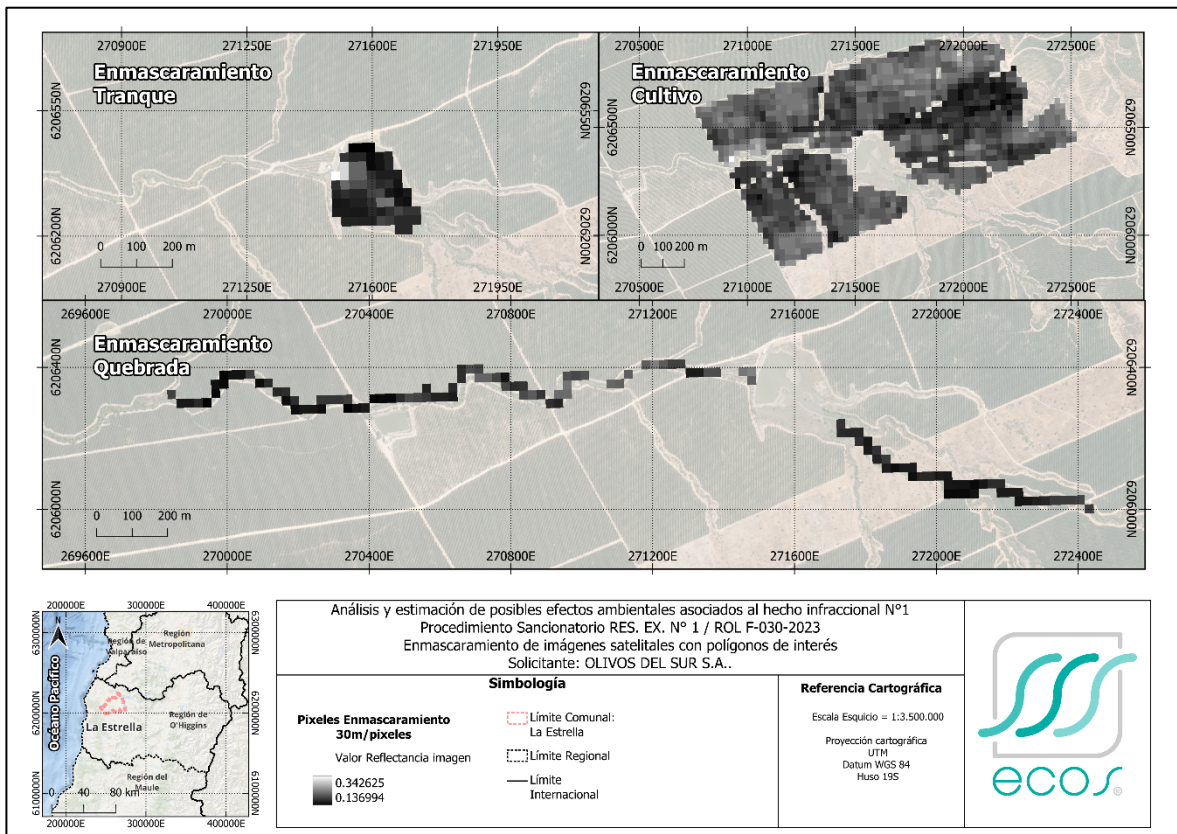 270900E 271250E 271600E 271950E
Enmascaramiento
Tranque
6206550N 6206550N
6206200N 6206200N
0 100 200 m
270900E 271250E 271600E 271950E
270500E 271000E 271500E 272000E 272500E
Enmascaramiento
Cultivo
6206500N 6206500N
6206000N 6206000N
0 100 200 m
270500E 271000E 271500E 272000E 272500E
269600E 270000E 270400E 270800E 271200E 271600E 272000E 272400E
Enmascaramiento
Quebrada
6206400N 6206400N
6206000N 6206000N
0 100 200 m
269600E 270000E 270400E 270800E 271200E 271600E 272000E 272400E
200000E 300000E 400000E
N
6300000N 6300000N
Región de
Valparaíso
Región
Metropolitana
Océano Pacífico
6200000N 6200000N
La Estrella
Región de
O'Higgins
Región del
Maule
6100000N 6100000N
0 40 80 km
200000E 300000E 400000E
Análisis y estimación de posibles efectos ambientales asociados al hecho infraccional N°1
Procedimiento Sancionatorio RES. EX. N° 1 / ROL F-030-2023
Enmascaramiento de imágenes satelitales con polígonos de interés
Solicitante: OLIVOS DEL SUR S.A..
Simbología
Pixeles Enmascaramiento
30m/pixeles
Valor Reflectancia imagen
0.342625
0.136994
Límite Comunal:
La Estrella
Límite Regional
Límite
Internacional
Referencia Cartográfica
Escala Esquicio = 1:3.500.000
Proyección cartográfica
UTM
Datum WGS 84
Huso 19S
ecos®